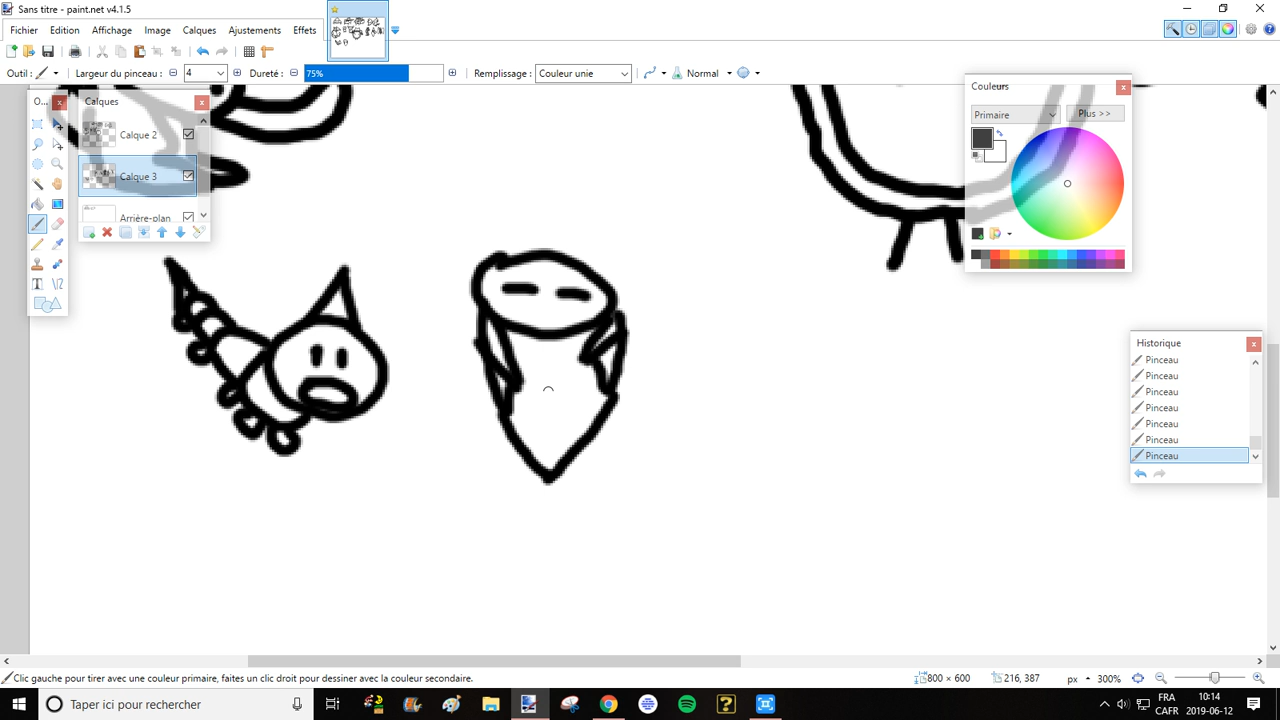 Sans titre - paint.net v4.1.5
Fichier Edition Affichage Image Calques Ajustements Effets
Outil : Largeur du pinceau : 4 Dureté : 75% Remplissage : Couleur unie Normal
Couleurs
O... Calques
Primaire Plus >>
Calque 2
Calque 3
Arrière-plan
Historique
Pinceau
Pinceau
Pinceau
Pinceau
Pinceau
Pinceau
Pinceau
Clic gauche pour tirer avec une couleur primaire, faites un clic droit pour dessiner avec la couleur secondaire. 800 × 600 216, 387 px 300%
Taper ici pour rechercher
FRA 10:14
CAFR 2019-06-12